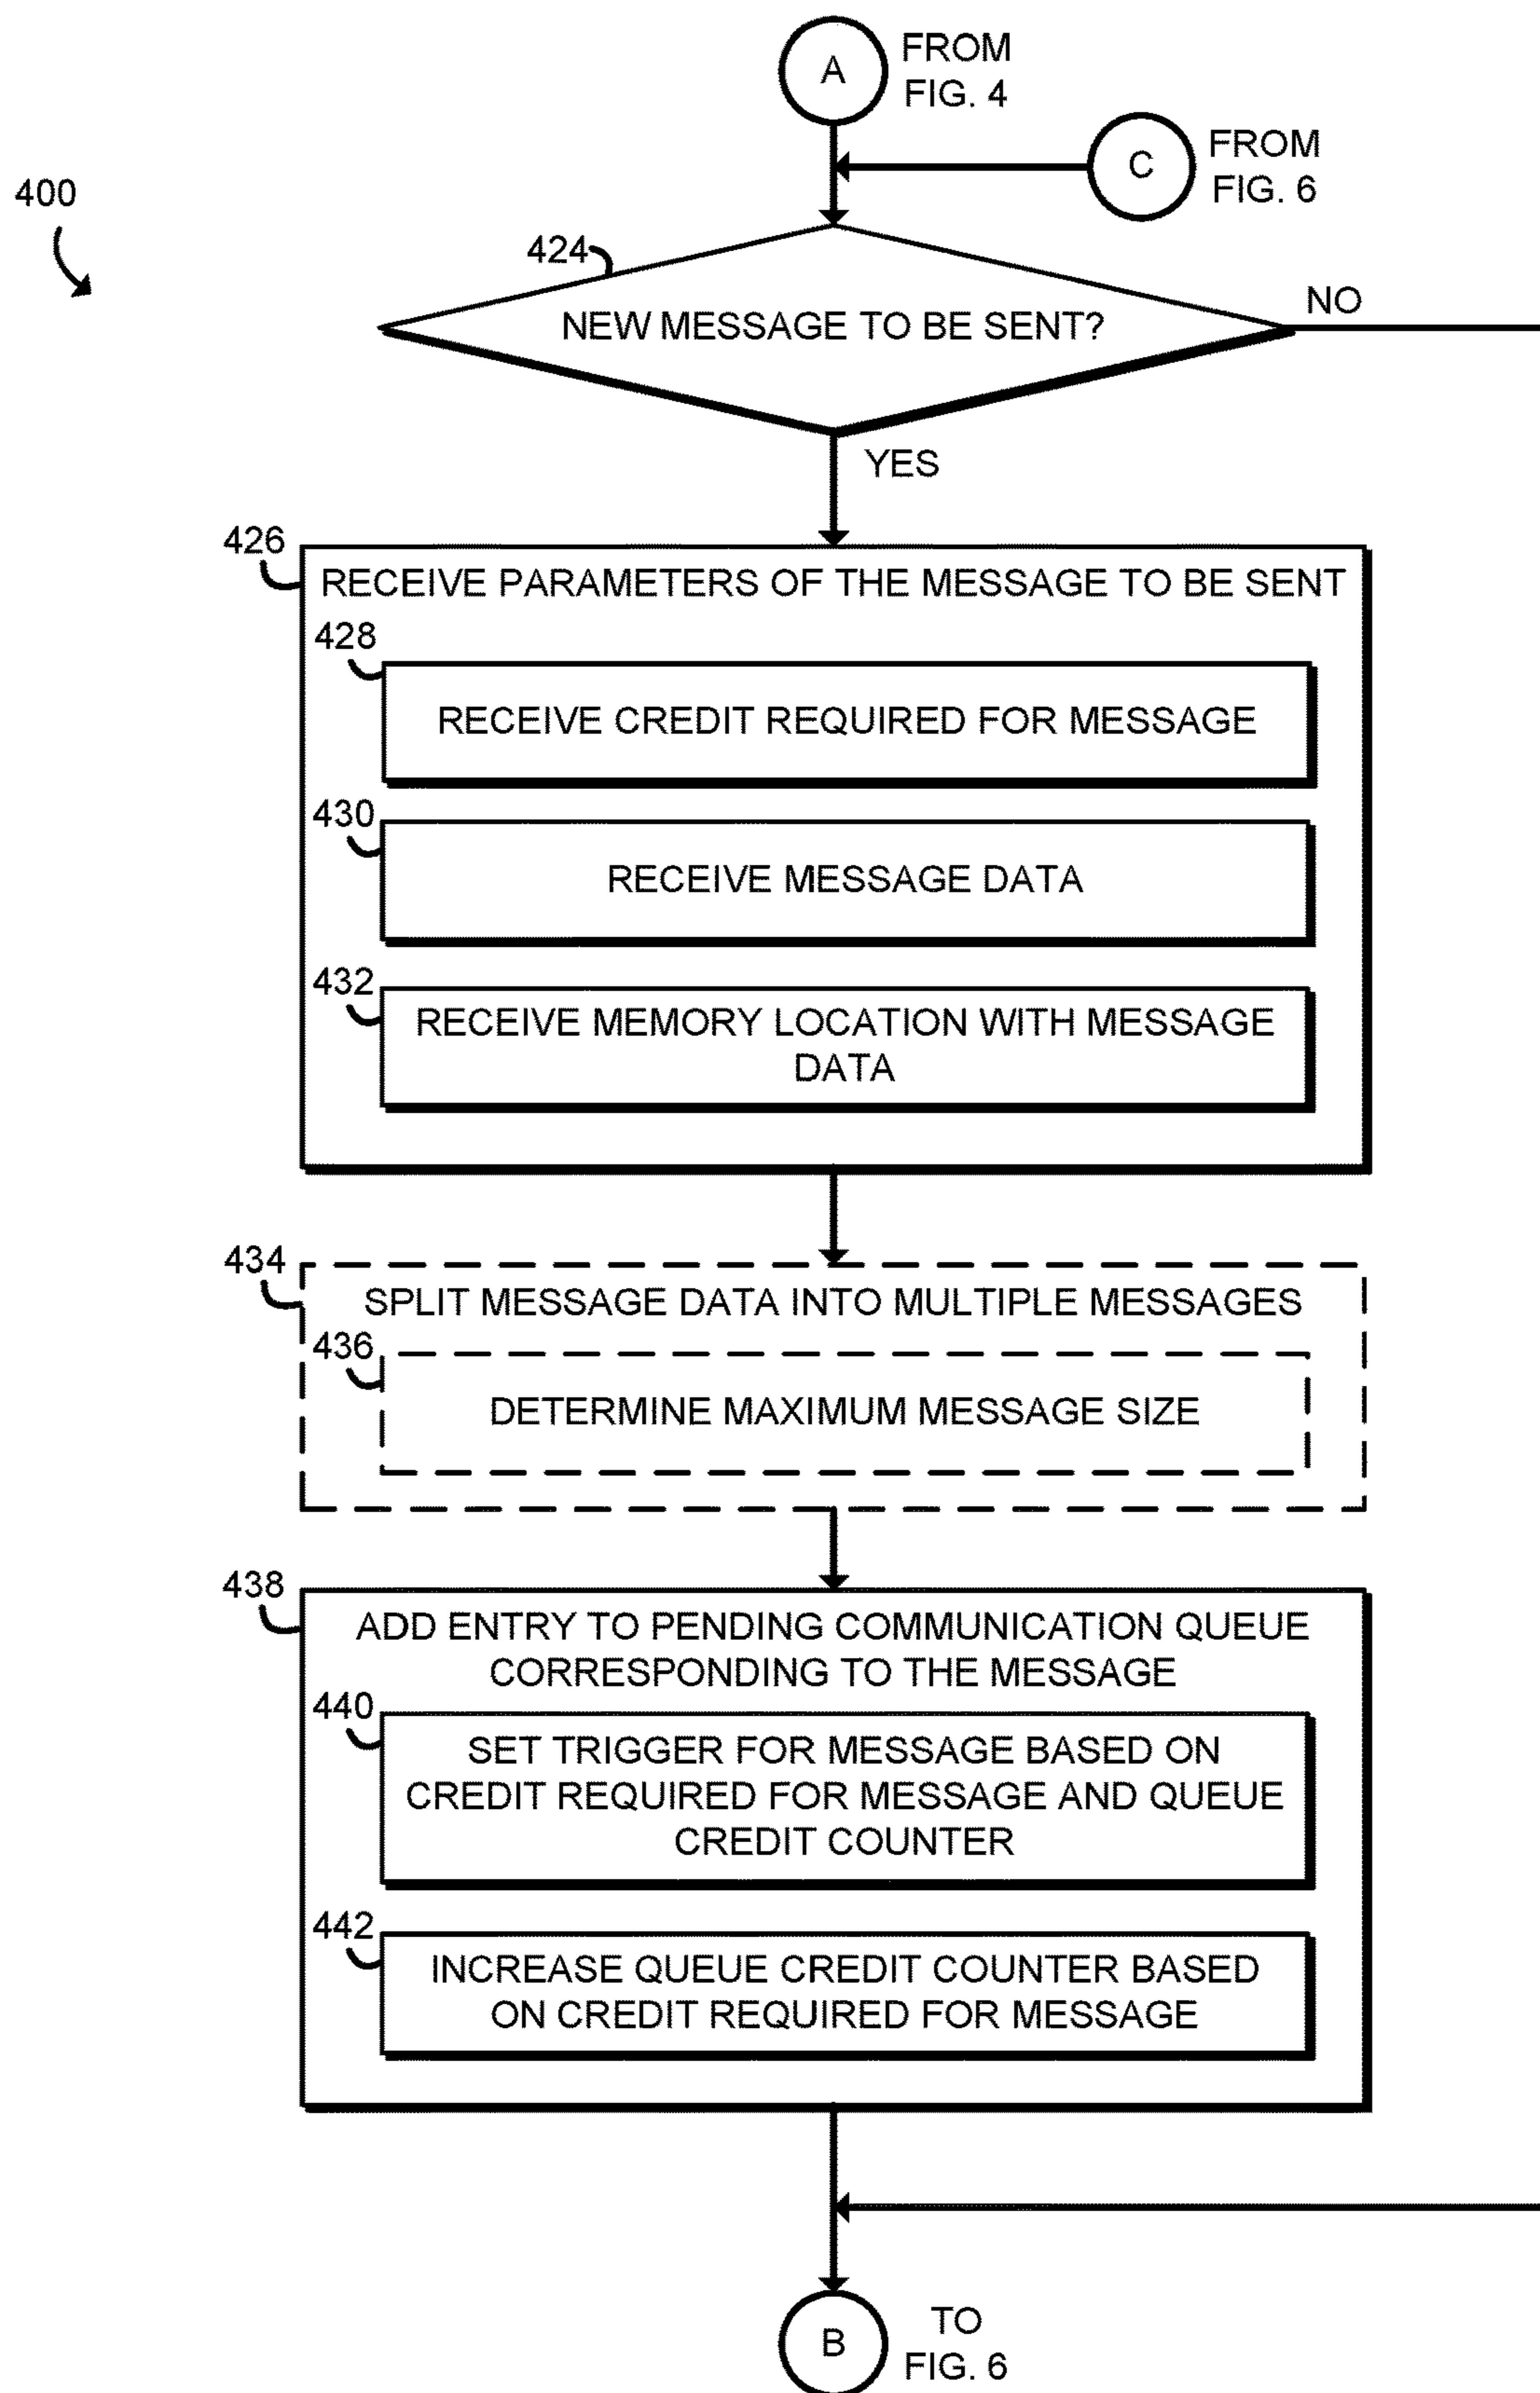 A
FROM
FIG. 4
C
FROM
FIG. 6
400
424
NEW MESSAGE TO BE SENT?
NO
YES
426
RECEIVE PARAMETERS OF THE MESSAGE TO BE SENT
428
RECEIVE CREDIT REQUIRED FOR MESSAGE
430
RECEIVE MESSAGE DATA
432
RECEIVE MEMORY LOCATION WITH MESSAGE
DATA
434
SPLIT MESSAGE DATA INTO MULTIPLE MESSAGES
436
DETERMINE MAXIMUM MESSAGE SIZE
438
ADD ENTRY TO PENDING COMMUNICATION QUEUE
CORRESPONDING TO THE MESSAGE
440
SET TRIGGER FOR MESSAGE BASED ON
CREDIT REQUIRED FOR MESSAGE AND QUEUE
CREDIT COUNTER
442
INCREASE QUEUE CREDIT COUNTER BASED
ON CREDIT REQUIRED FOR MESSAGE
B
TO
FIG. 6